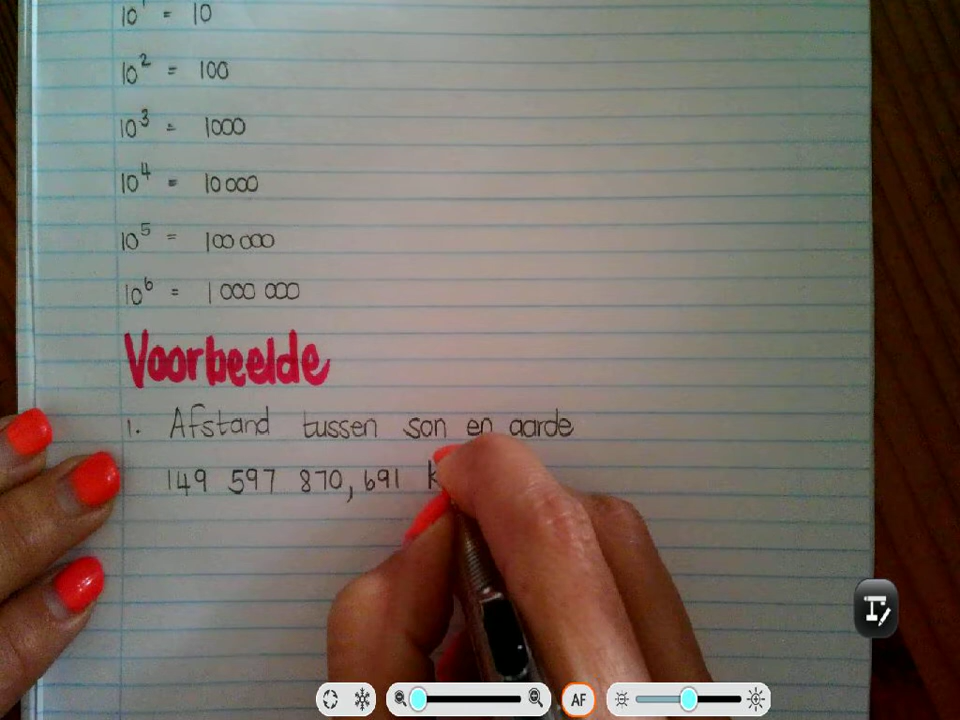 10¹ = 10
10² = 100
10³ = 1000
10⁴ = 10 000
10⁵ = 100 000
10⁶ = 1 000 000
Voorbeelde
1. Afstand tussen son en aarde
149 597 870,691 k
AF